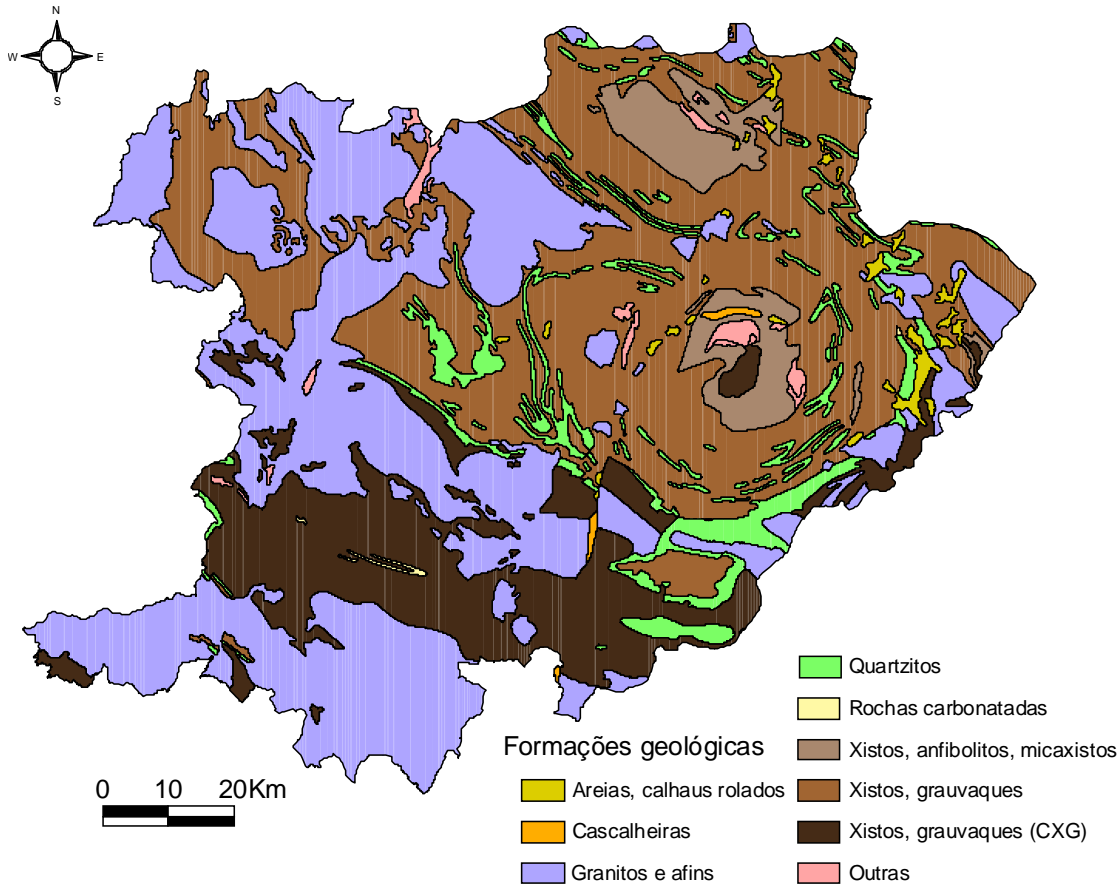 N
W E
S
Quartzitos
Rochas carbonatadas
Formações geológicas
Xistos, anfibolitos, micaxistos
0 10 20Km
Areias, calhaus rolados
Xistos, grauvaques
Cascalheiras
Xistos, grauvaques (CXG)
Granitos e afins
Outras